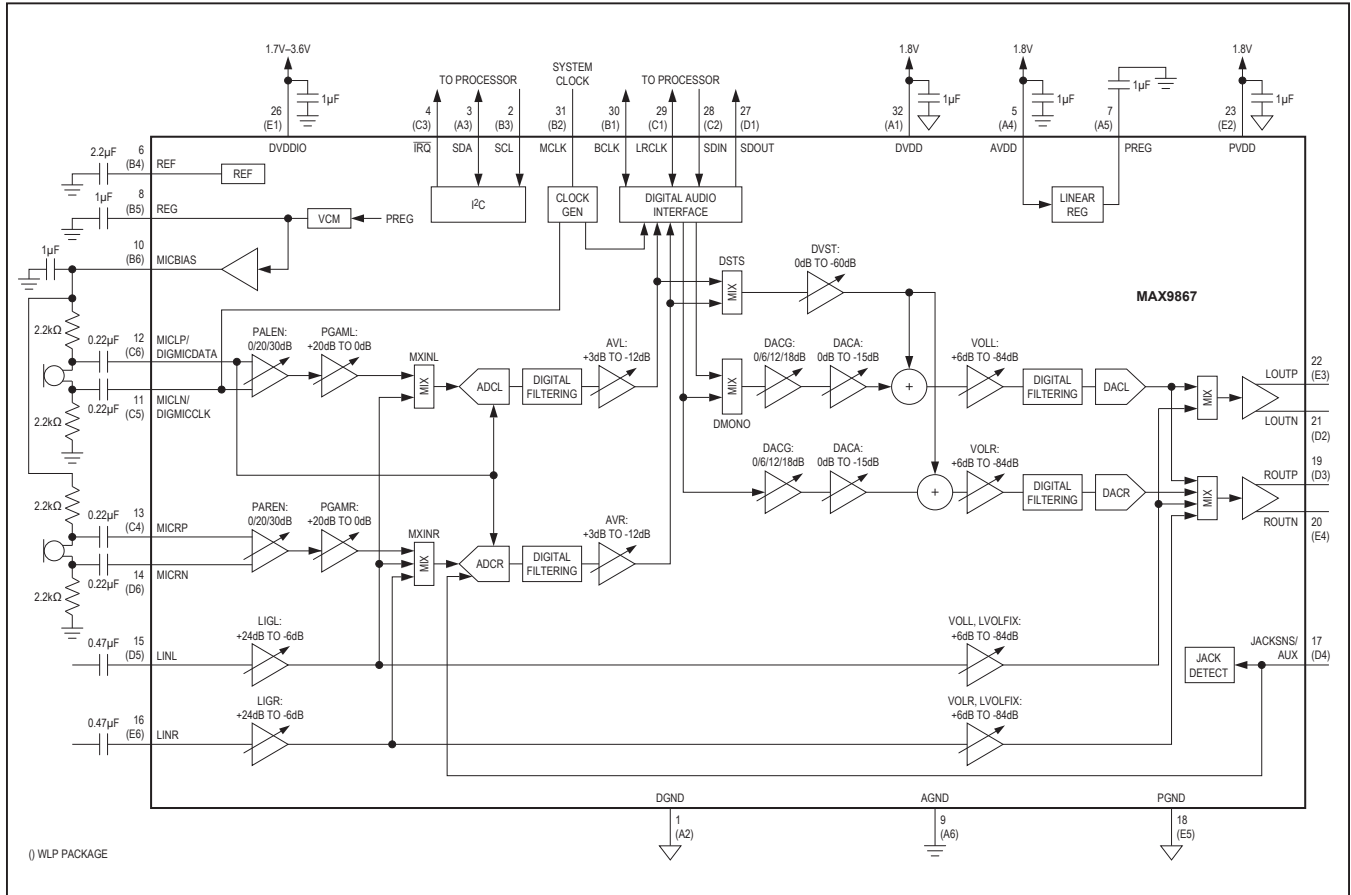 1.7V–3.6V
1µF
26
(E1)
DVDDIO
TO PROCESSOR
4
(C3)
IRQ
3
(A3)
SDA
2
(B3)
SCL
SYSTEM
CLOCK
31
(B2)
MCLK
TO PROCESSOR
30
(B1)
BCLK
29
(C1)
LRCLK
28
(C2)
SDIN
27
(D1)
SDOUT
1.8V
1µF
32
(A1)
DVDD
1.8V
1µF
5
(A4)
AVDD
1µF
7
(A5)
PREG
1.8V
1µF
23
(E2)
PVDD
2.2µF
6
(B4)
REF
REF
1µF
8
(B5)
REG
VCM
PREG
I2C
CLOCK
GEN
DIGITAL AUDIO
INTERFACE
LINEAR
REG
1µF
10
(B6)
MICBIAS
DSTS
MIX
DVST:
0dB TO -60dB
MAX9867
2.2kΩ
0.22µF
12
(C6)
MICLP/
DIGMICDATA
PALEN:
0/20/30dB
PGAML:
+20dB TO 0dB
MXINL
MIX
ADCL
DIGITAL
FILTERING
AVL:
+3dB TO -12dB
0.22µF
11
(C5)
MICLN/
DIGMICCLK
2.2kΩ
MIX
DMONO
DACG:
0/6/12/18dB
DACA:
0dB TO -15dB
+
VOLL:
+6dB TO -84dB
DIGITAL
FILTERING
DACL
MIX
22
(E3)
LOUTP
LOUTN
21
(D2)
DACG:
0/6/12/18dB
DACA:
0dB TO -15dB
+
VOLR:
+6dB TO -84dB
DIGITAL
FILTERING
DACR
MIX
19
(D3)
ROUTP
ROUTN
20
(E4)
2.2kΩ
0.22µF
13
(C4)
MICRP
PAREN:
0/20/30dB
PGAMR:
+20dB TO 0dB
MXINR
MIX
ADCR
DIGITAL
FILTERING
AVR:
+3dB TO -12dB
0.22µF
14
(D6)
MICRN
2.2kΩ
0.47µF
15
(D5)
LINL
LIGL:
+24dB TO -6dB
VOLL, LVOLFIX:
+6dB TO -84dB
JACK
DETECT
JACKSNS/
AUX
17
(D4)
0.47µF
16
(E6)
LINR
LIGR:
+24dB TO -6dB
VOLR, LVOLFIX:
+6dB TO -84dB
DGND
1
(A2)
AGND
9
(A6)
PGND
18
(E5)
() WLP PACKAGE